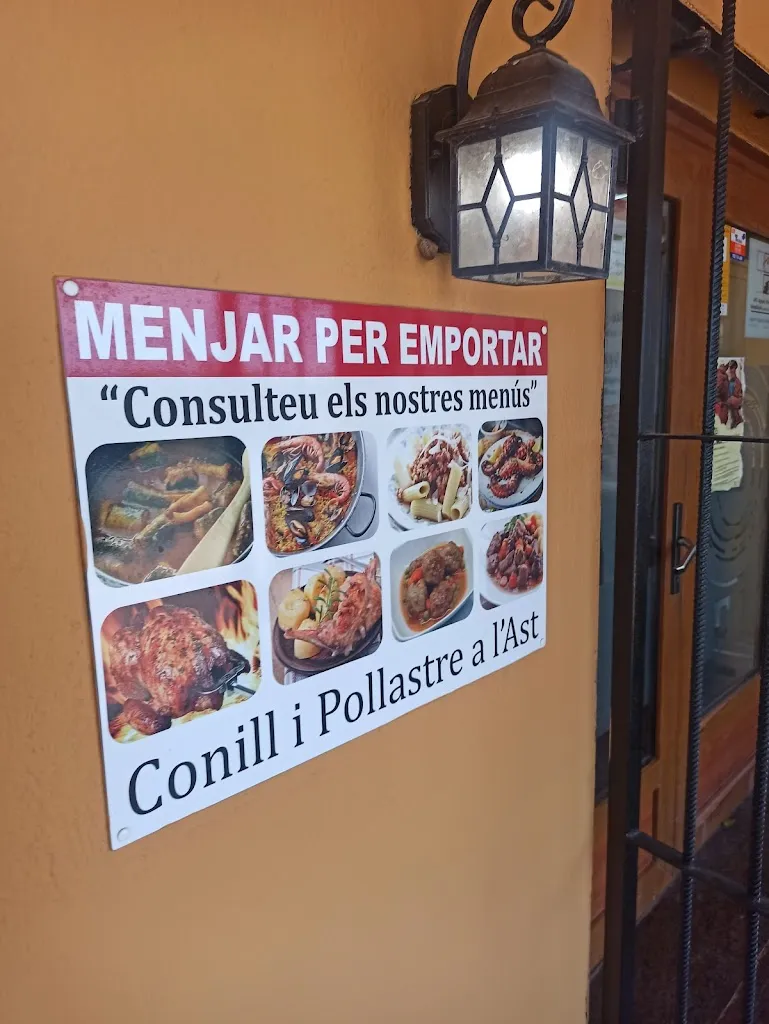 MENJAR PER EMPORTAR
“Consulteu els nostres menús”
Conill i Pollastre a l'Ast